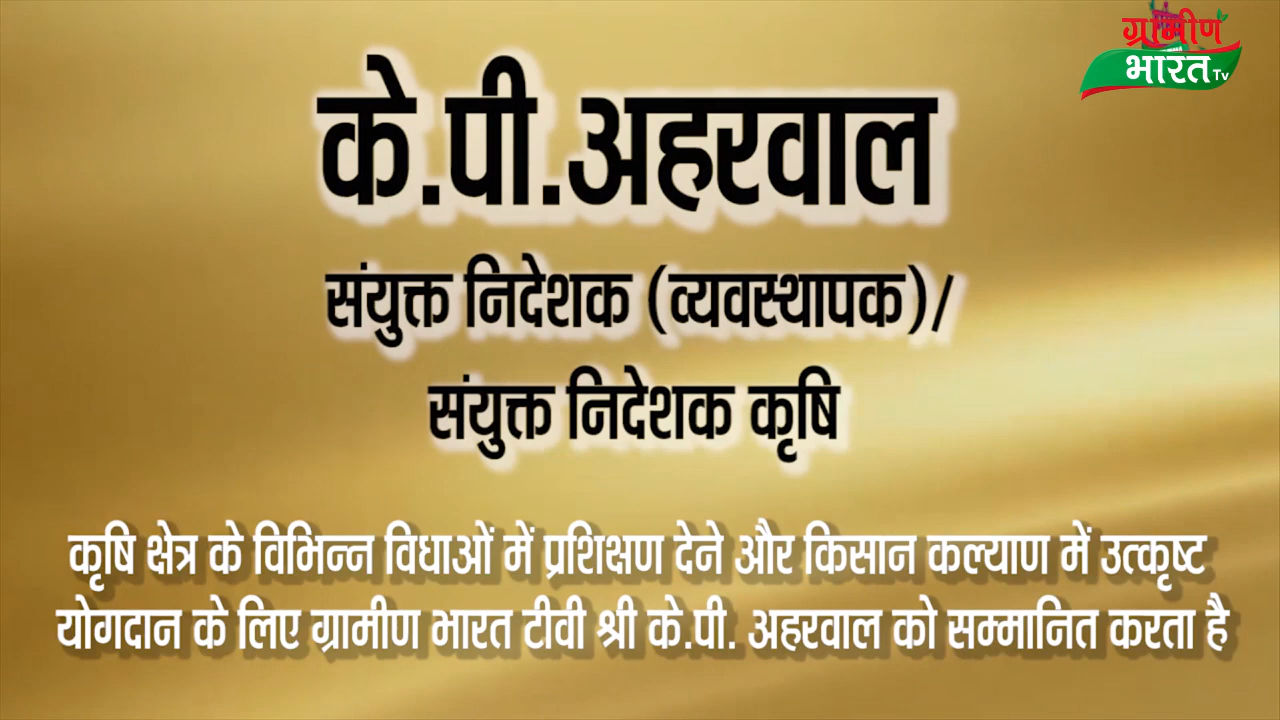 ग्रामीण
भारत Tv
के.पी.अहरवाल
संयुक्त निदेशक (व्यवस्थापक)/
संयुक्त निदेशक कृषि
कृषि क्षेत्र के विभिन्न विधाओं में प्रशिक्षण देने और किसान कल्याण में उत्कृष्ट
योगदान के लिए ग्रामीण भारत टीवी श्री के.पी. अहरवाल को सम्मानित करता है